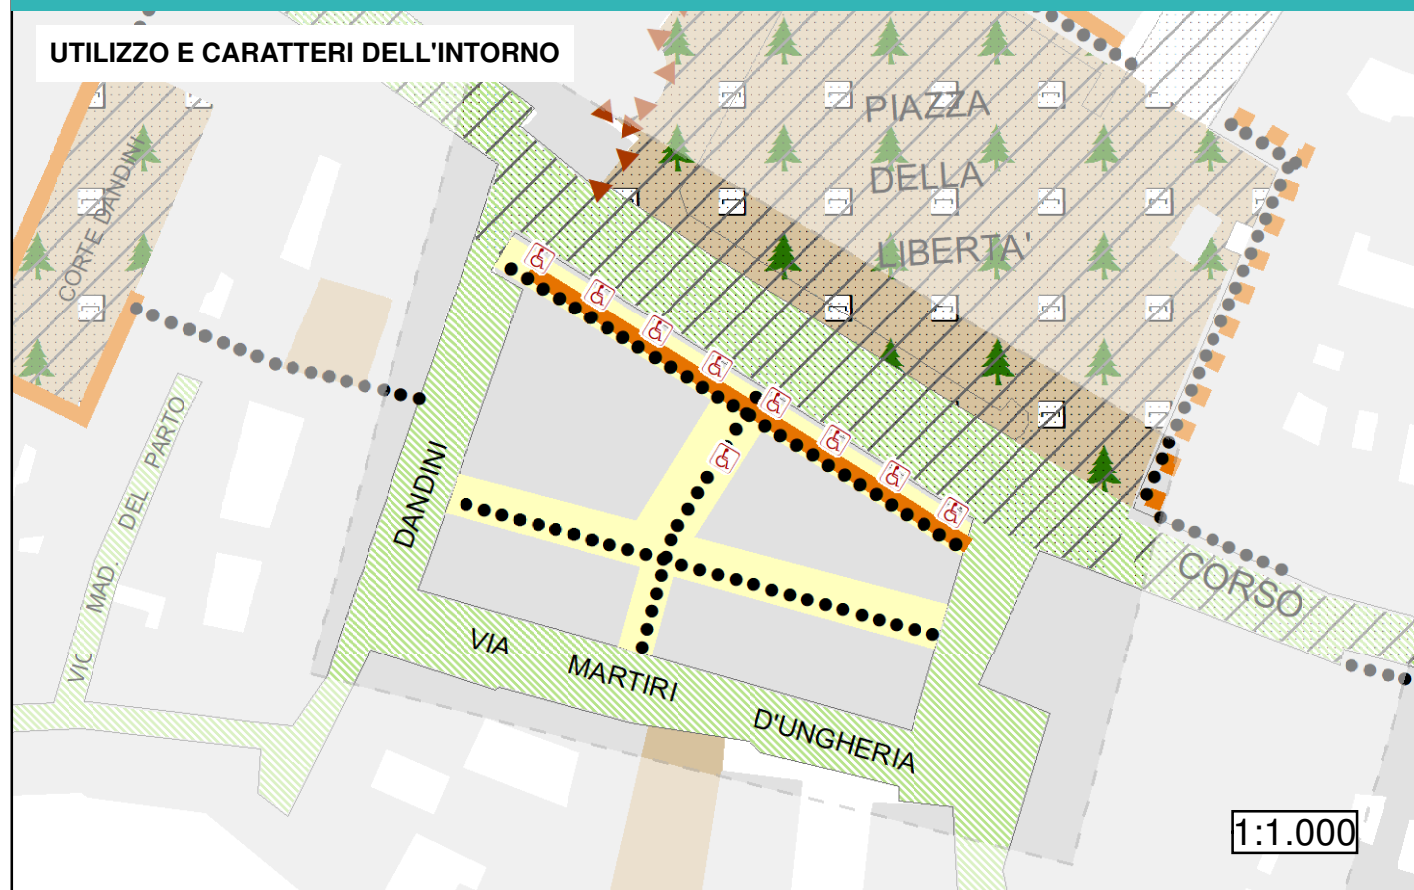 UTILIZZO E CARATTERI DELL'INTORNO
PIAZZA
DELLA
LIBERTA'
CORTE DANDINI
VIC MAD. DEL PARTO
DANDINI
VIA MARTIRI D'UNGHERIA
CORSO
1:1.000